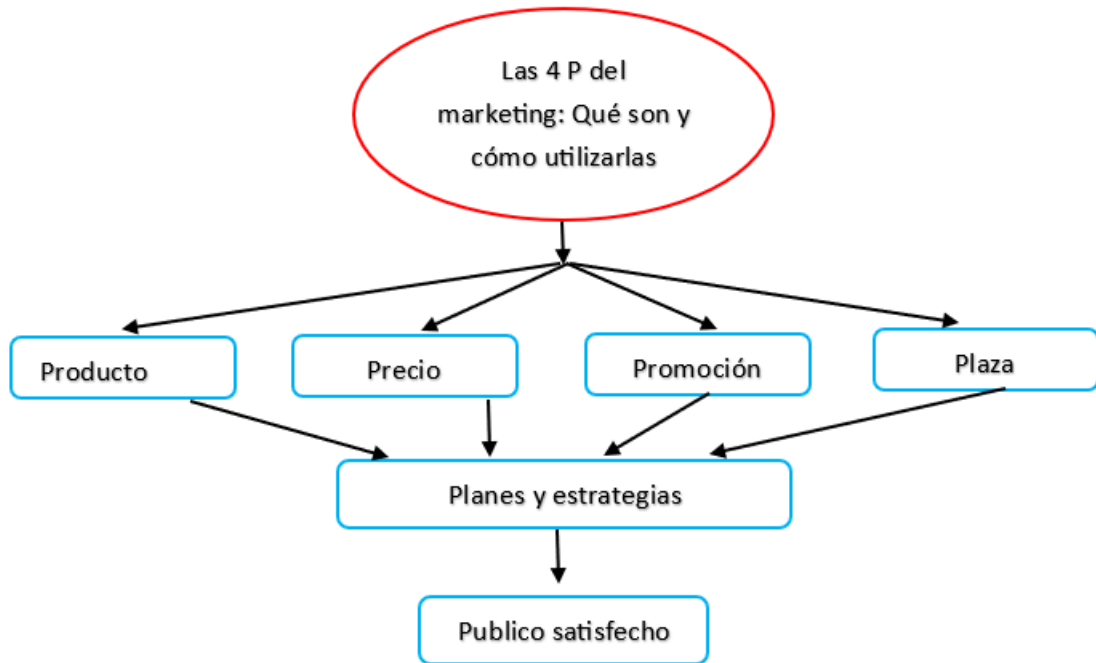 Las 4 P del
marketing: Qué son y
cómo utilizarlas
Producto
Precio
Promoción
Plaza
Planes y estrategias
Publico satisfecho